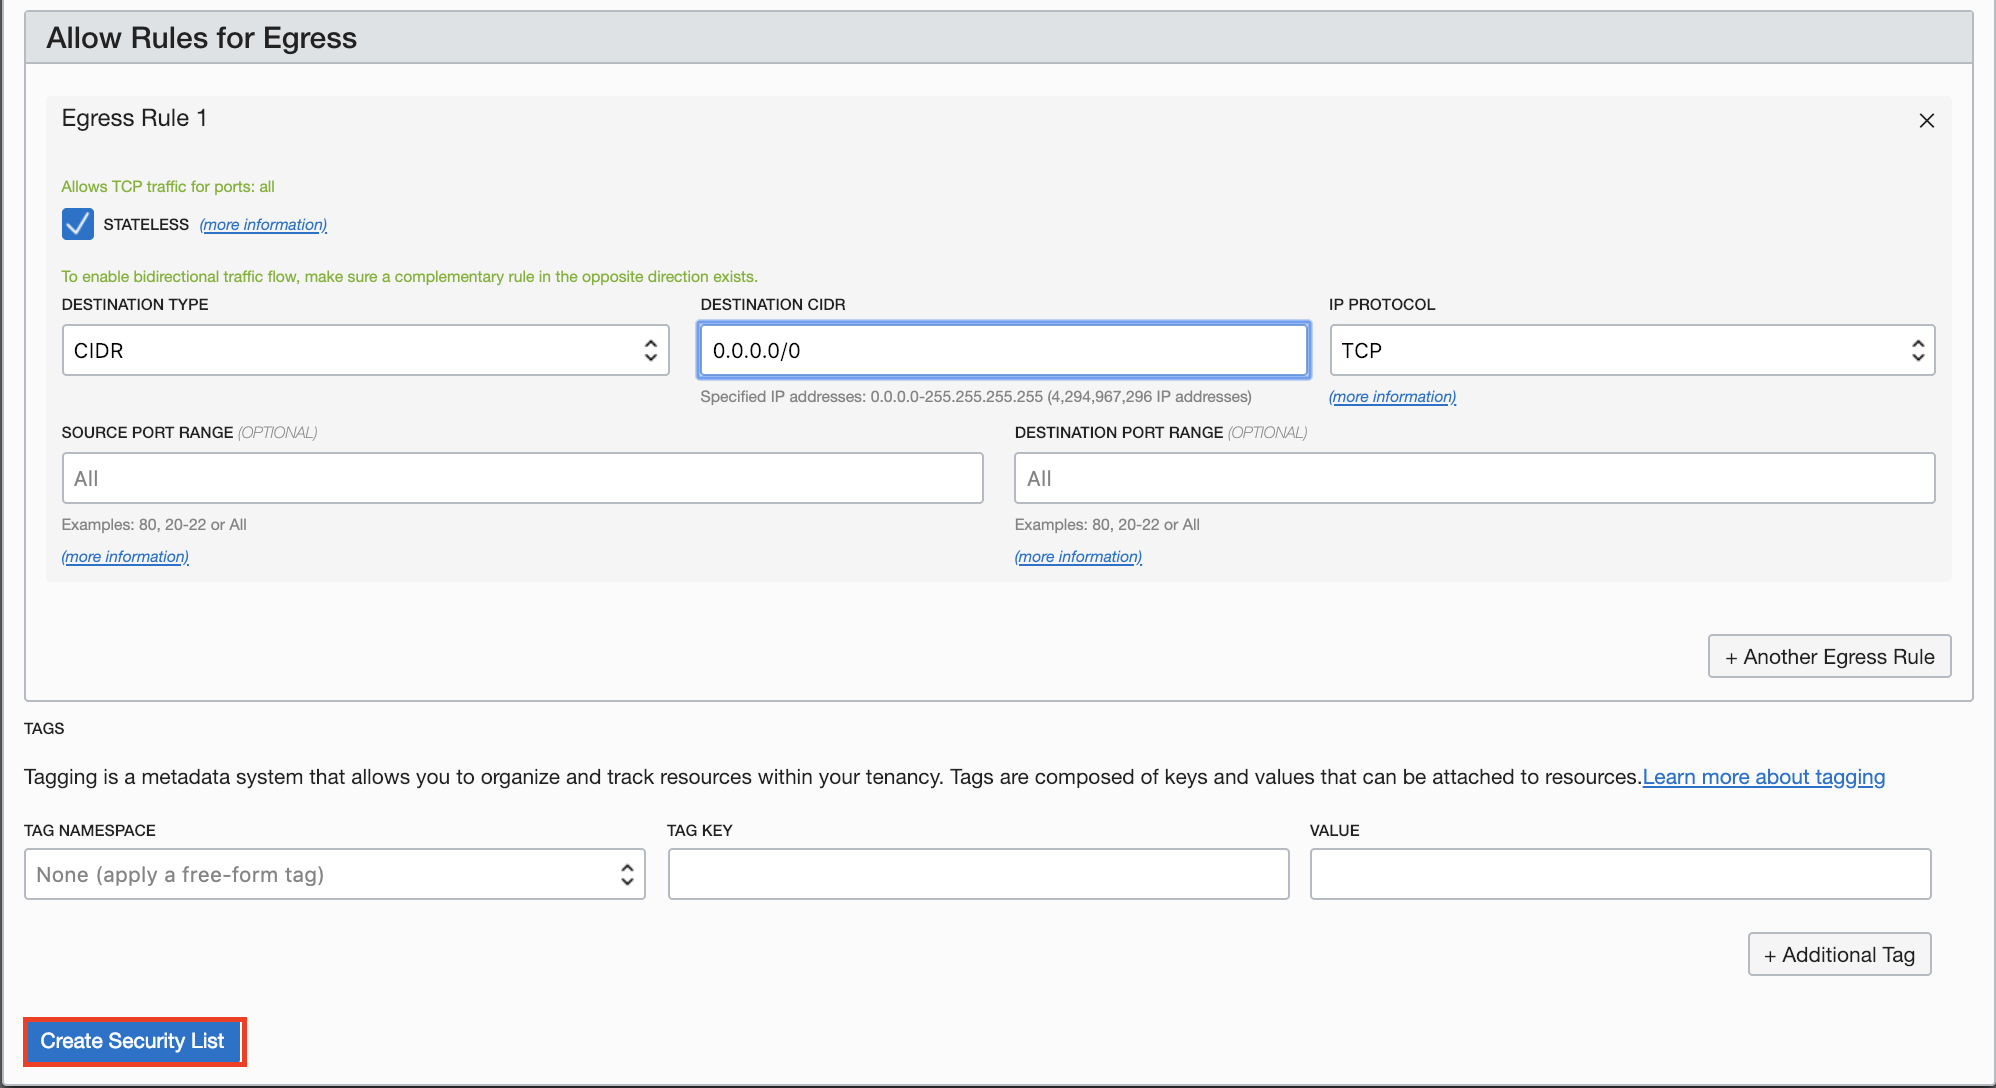 Allow Rules for Egress
Egress Rule 1
Allows TCP traffic for ports: all
STATELESS (more information)
To enable bidirectional traffic flow, make sure a complementary rule in the opposite direction exists.
DESTINATION TYPE
DESTINATION CIDR
IP PROTOCOL
CIDR
0.0.0.0/0
TCP
Specified IP addresses: 0.0.0.0-255.255.255.255 (4,294,967,296 IP addresses)
(more information)
SOURCE PORT RANGE (OPTIONAL)
DESTINATION PORT RANGE (OPTIONAL)
All
All
Examples: 80, 20-22 or All
Examples: 80, 20-22 or All
(more information)
(more information)
+ Another Egress Rule
TAGS
Tagging is a metadata system that allows you to organize and track resources within your tenancy. Tags are composed of keys and values that can be attached to resources.Learn more about tagging
TAG NAMESPACE
TAG KEY
VALUE
None (apply a free-form tag)
+ Additional Tag
Create Security List